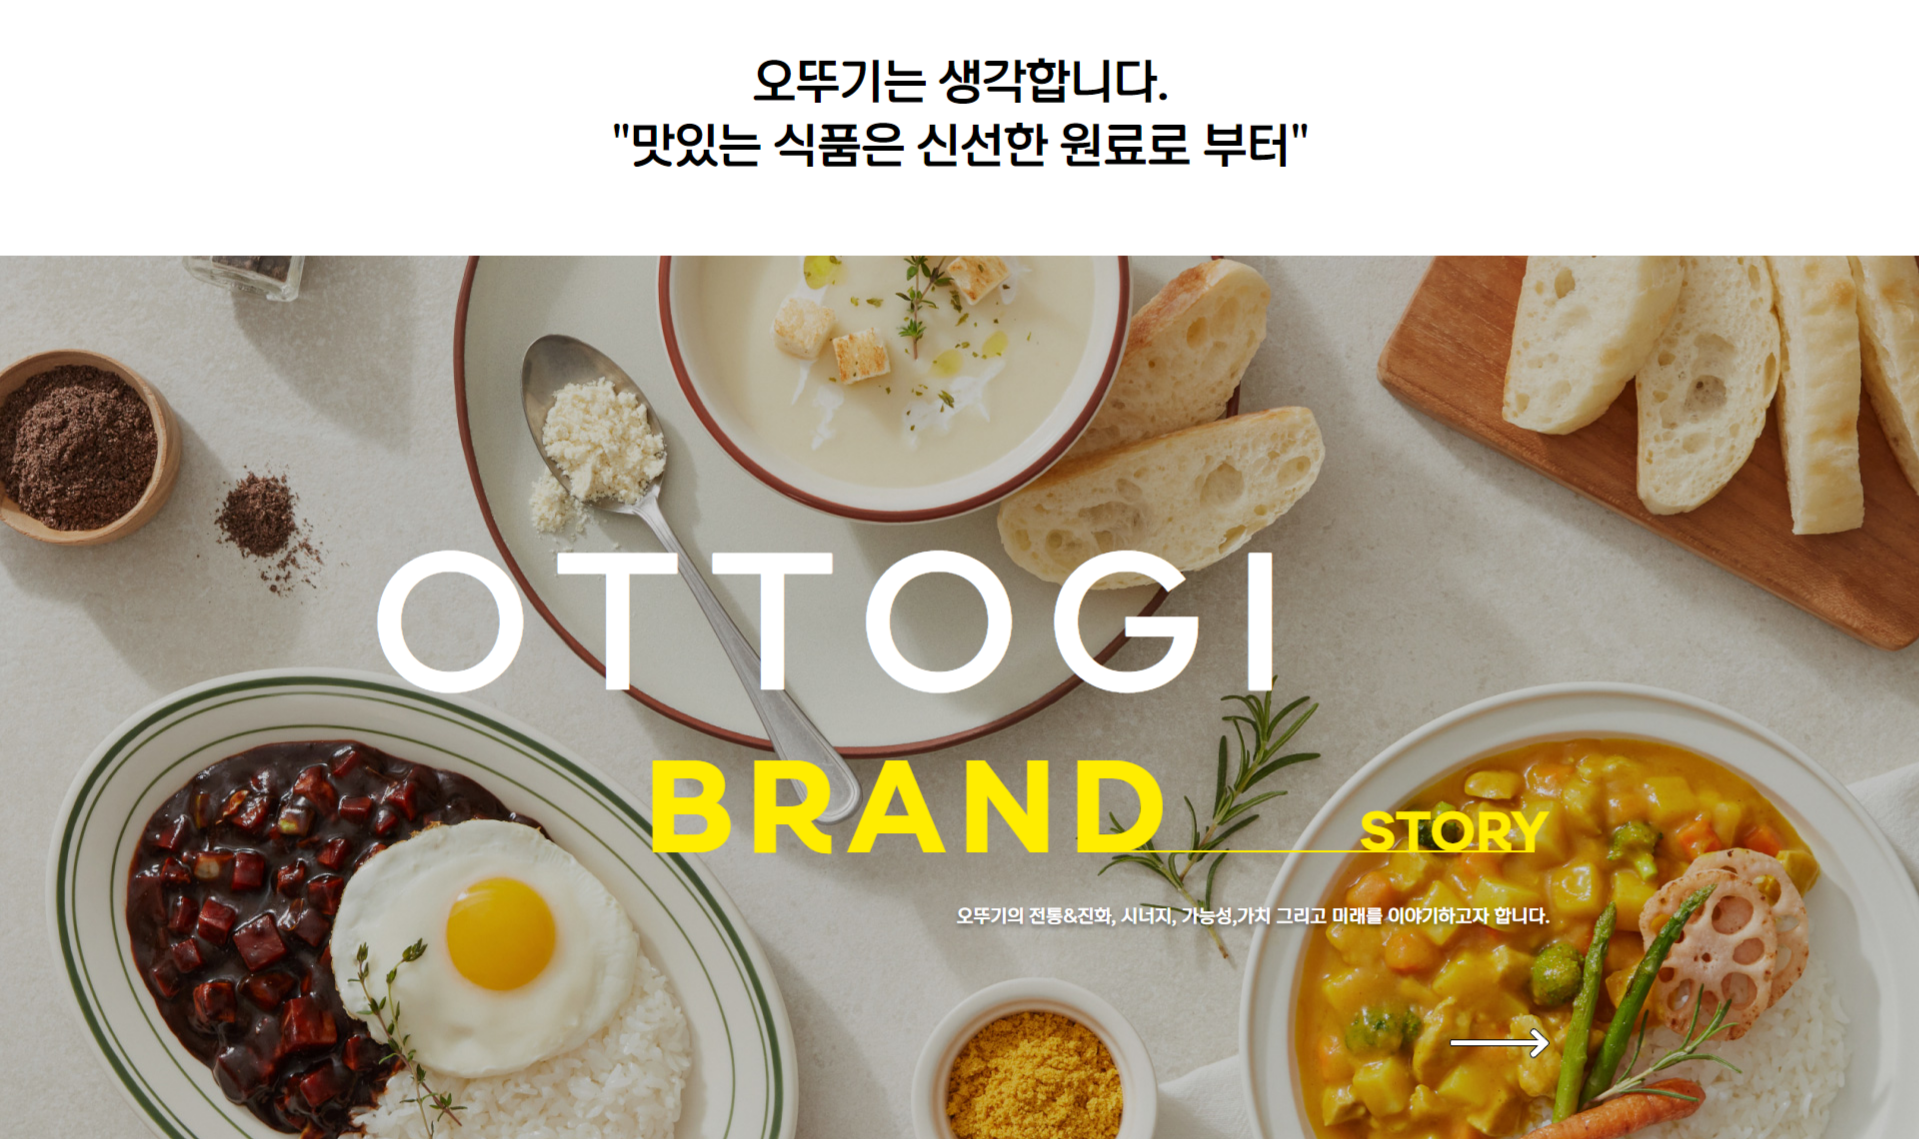 오뚜기는 생각합니다.
"맛있는 식품은 신선한 원료로 부터"
OTTOGI
BRAND
STORY
오뚜기의 전통&진화, 시너지, 가능성,가치 그리고 미래를 이야기하고자 합니다.